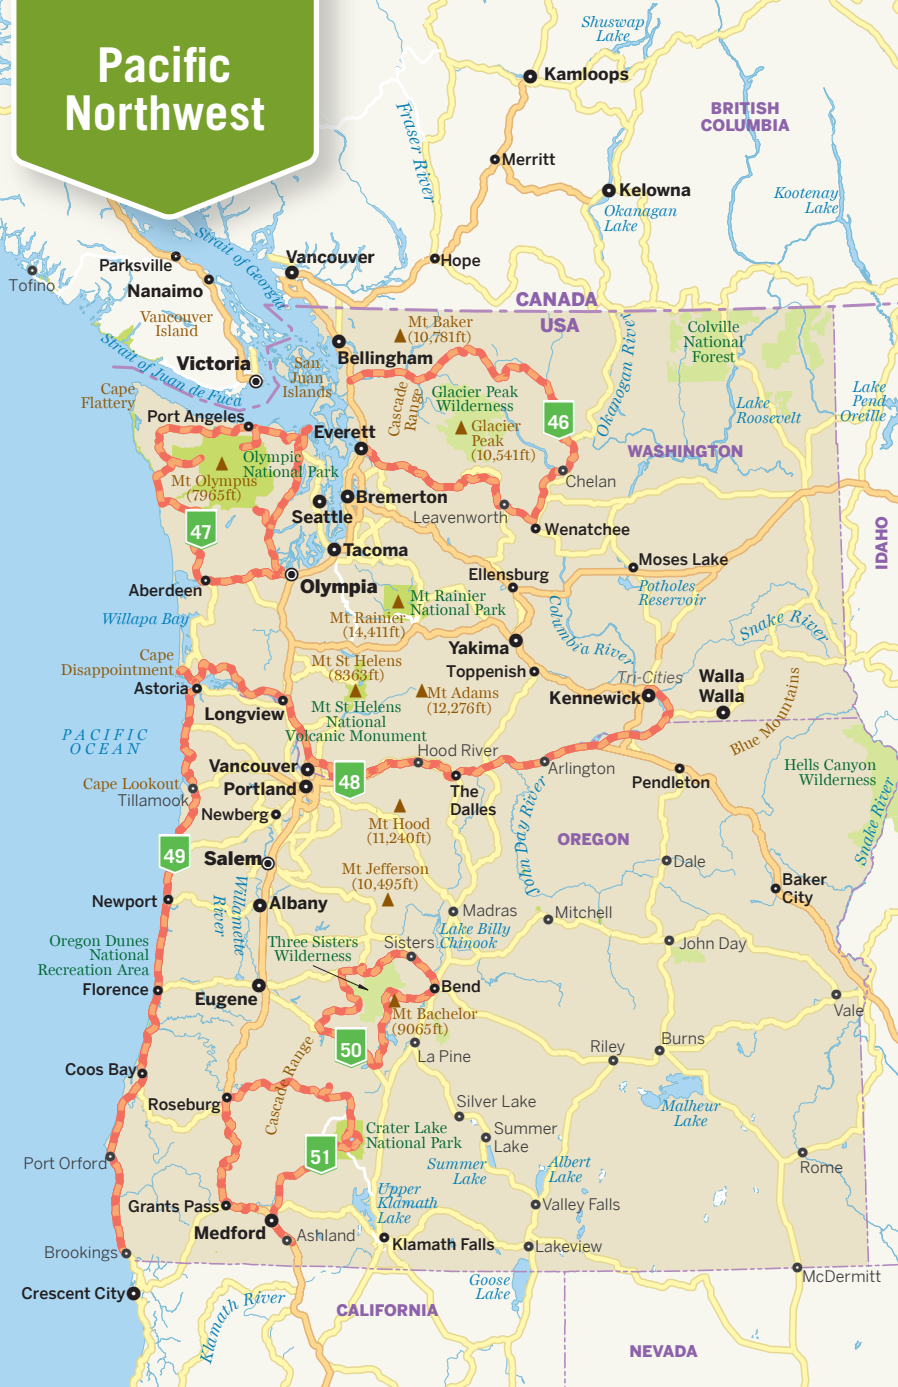 Pacific
Northwest
Shuswap
Lake
Kamloops
BRITISH
COLUMBIA
Fraser River
Merritt
Kelowna
Okanagan
Lake
Kootenay
Lake
Strait of Georgia
Vancouver
Hope
Parksville
Tofino
Nanaimo
Vancouver
Island
CANADA
USA
Mt Baker
(10,781ft)
Okanogan River
Colville
National
Forest
Strait of Juan de Fuca
Victoria
Bellingham
San
Juan
Islands
Cape
Flattery
Cascade
Range
Glacier Peak
Wilderness
46
Glacier
Peak
(10,541ft)
Lake
Roosevelt
Lake
Pend
Oreille
Port Angeles
Everett
WASHINGTON
Olympic
National Park
Mt Olympus
(7965ft)
Chelan
Bremerton
Seattle
Leavenworth
Wenatchee
47
IDAHO
Tacoma
Moses Lake
Olympia
Ellensburg
Potholes
Reservoir
Aberdeen
Mt Rainier
National Park
Mt Rainier
(14,411ft)
Willapa Bay
Columbia River
Snake River
Yakima
Cape
Disappointment
Mt St Helens
(8363ft)
Toppenish
Tri-Cities
Walla
Walla
Astoria
Mt Adams
(12,276ft)
Kennewick
Longview
Mt St Helens
National
Volcanic Monument
Blue Mountains
PACIFIC
OCEAN
Hood River
Vancouver
48
Arlington
Hells Canyon
Wilderness
Cape Lookout
Tillamook
Portland
The
Dalles
Pendleton
Newberg
Mt Hood
(11,240ft)
John Day River
Snake River
OREGON
49
Salem
Dale
Mt Jefferson
(10,495ft)
Baker
City
Newport
Willamette
River
Albany
Madras
Mitchell
Lake Billy
Chinook
Oregon Dunes
National
Recreation Area
Three Sisters
Wilderness
Sisters
John Day
Florence
Eugene
Bend
Mt Bachelor
(9065ft)
Vale
50
La Pine
Riley
Burns
Cascade Range
Coos Bay
Roseburg
Silver Lake
Malheur
Lake
Crater Lake
National Park
Summer
Lake
51
Port Orford
Summer
Lake
Albert
Lake
Rome
Upper
Klamath
Lake
Grants Pass
Valley Falls
Medford
Ashland
Klamath Falls
Lakeview
Brookings
McDermitt
Crescent City
Klamath River
Goose
Lake
CALIFORNIA
NEVADA